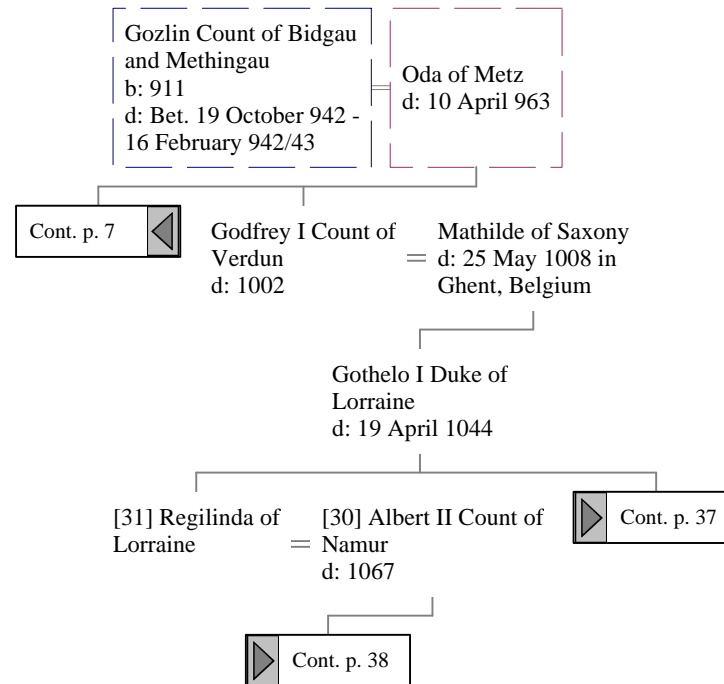 Gozlin Count of Bidgau
and Methingau
b: 911
d: Bet. 19 October 942 -
16 February 942/43
Oda of Metz
d: 10 April 963
Cont. p. 7
Godfrey I Count of
Verdun
d: 1002
=
Mathilde of Saxony
d: 25 May 1008 in
Ghent, Belgium
Gothelo I Duke of
Lorraine
d: 19 April 1044
[31] Regilinda of
Lorraine
=
[30] Albert II Count of
Namur
d: 1067
Cont. p. 37
Cont. p. 38